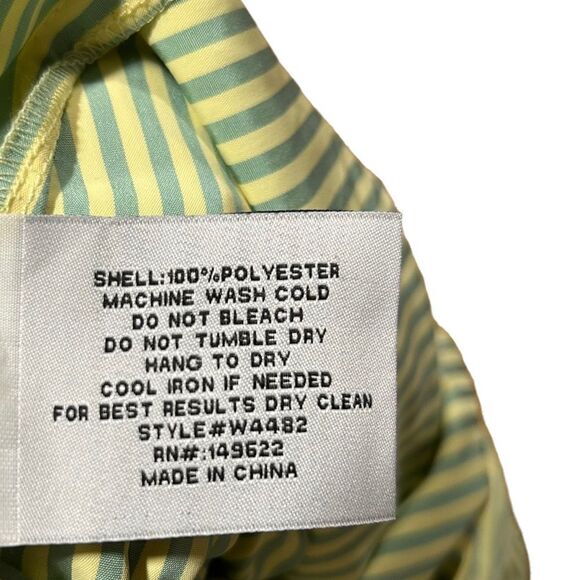 SHELL:100%POLYESTER
MACHINE WASH COLD
DO NOT BLEACH
DO NOT TUMBLE DRY
HANG TO DRY
COOL IRON IF NEEDED
FOR BEST RESULTS DRY CLEAN
STYLE#W4482
RN#:149622
MADE IN CHINA